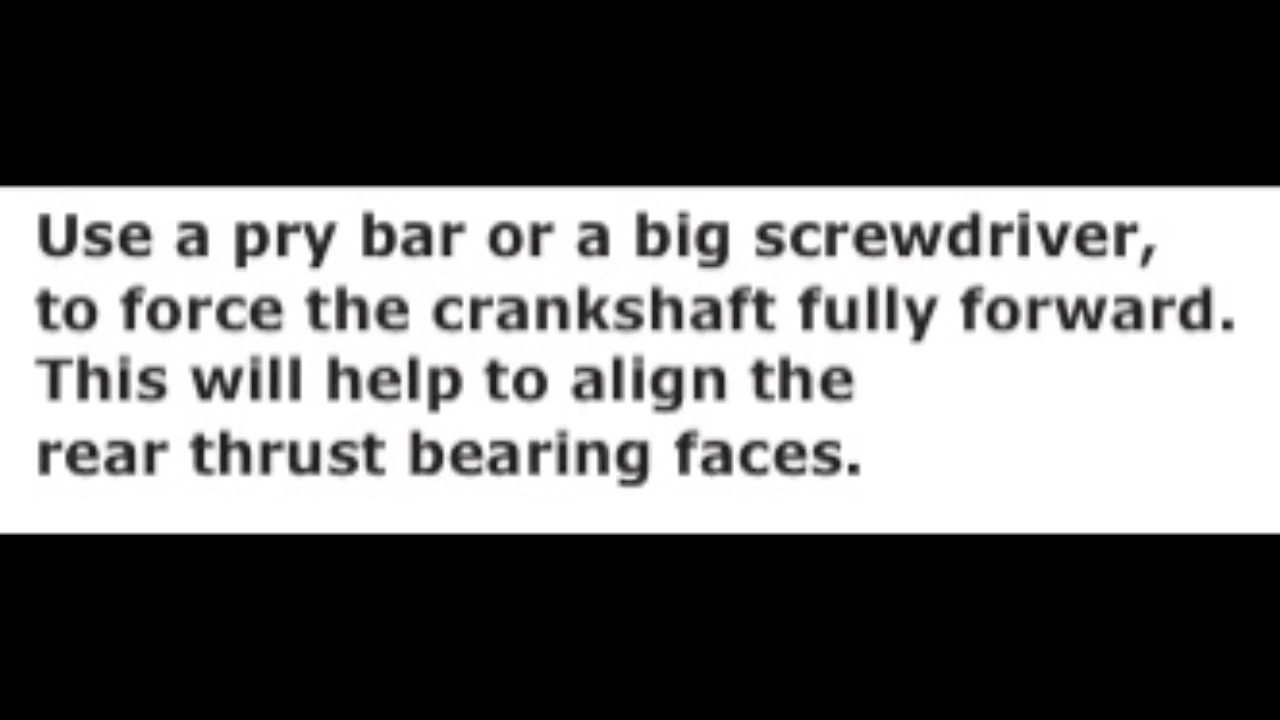 Use a pry bar or a big screwdriver,
to force the crankshaft fully forward.
This will help to align the
rear thrust bearing faces.